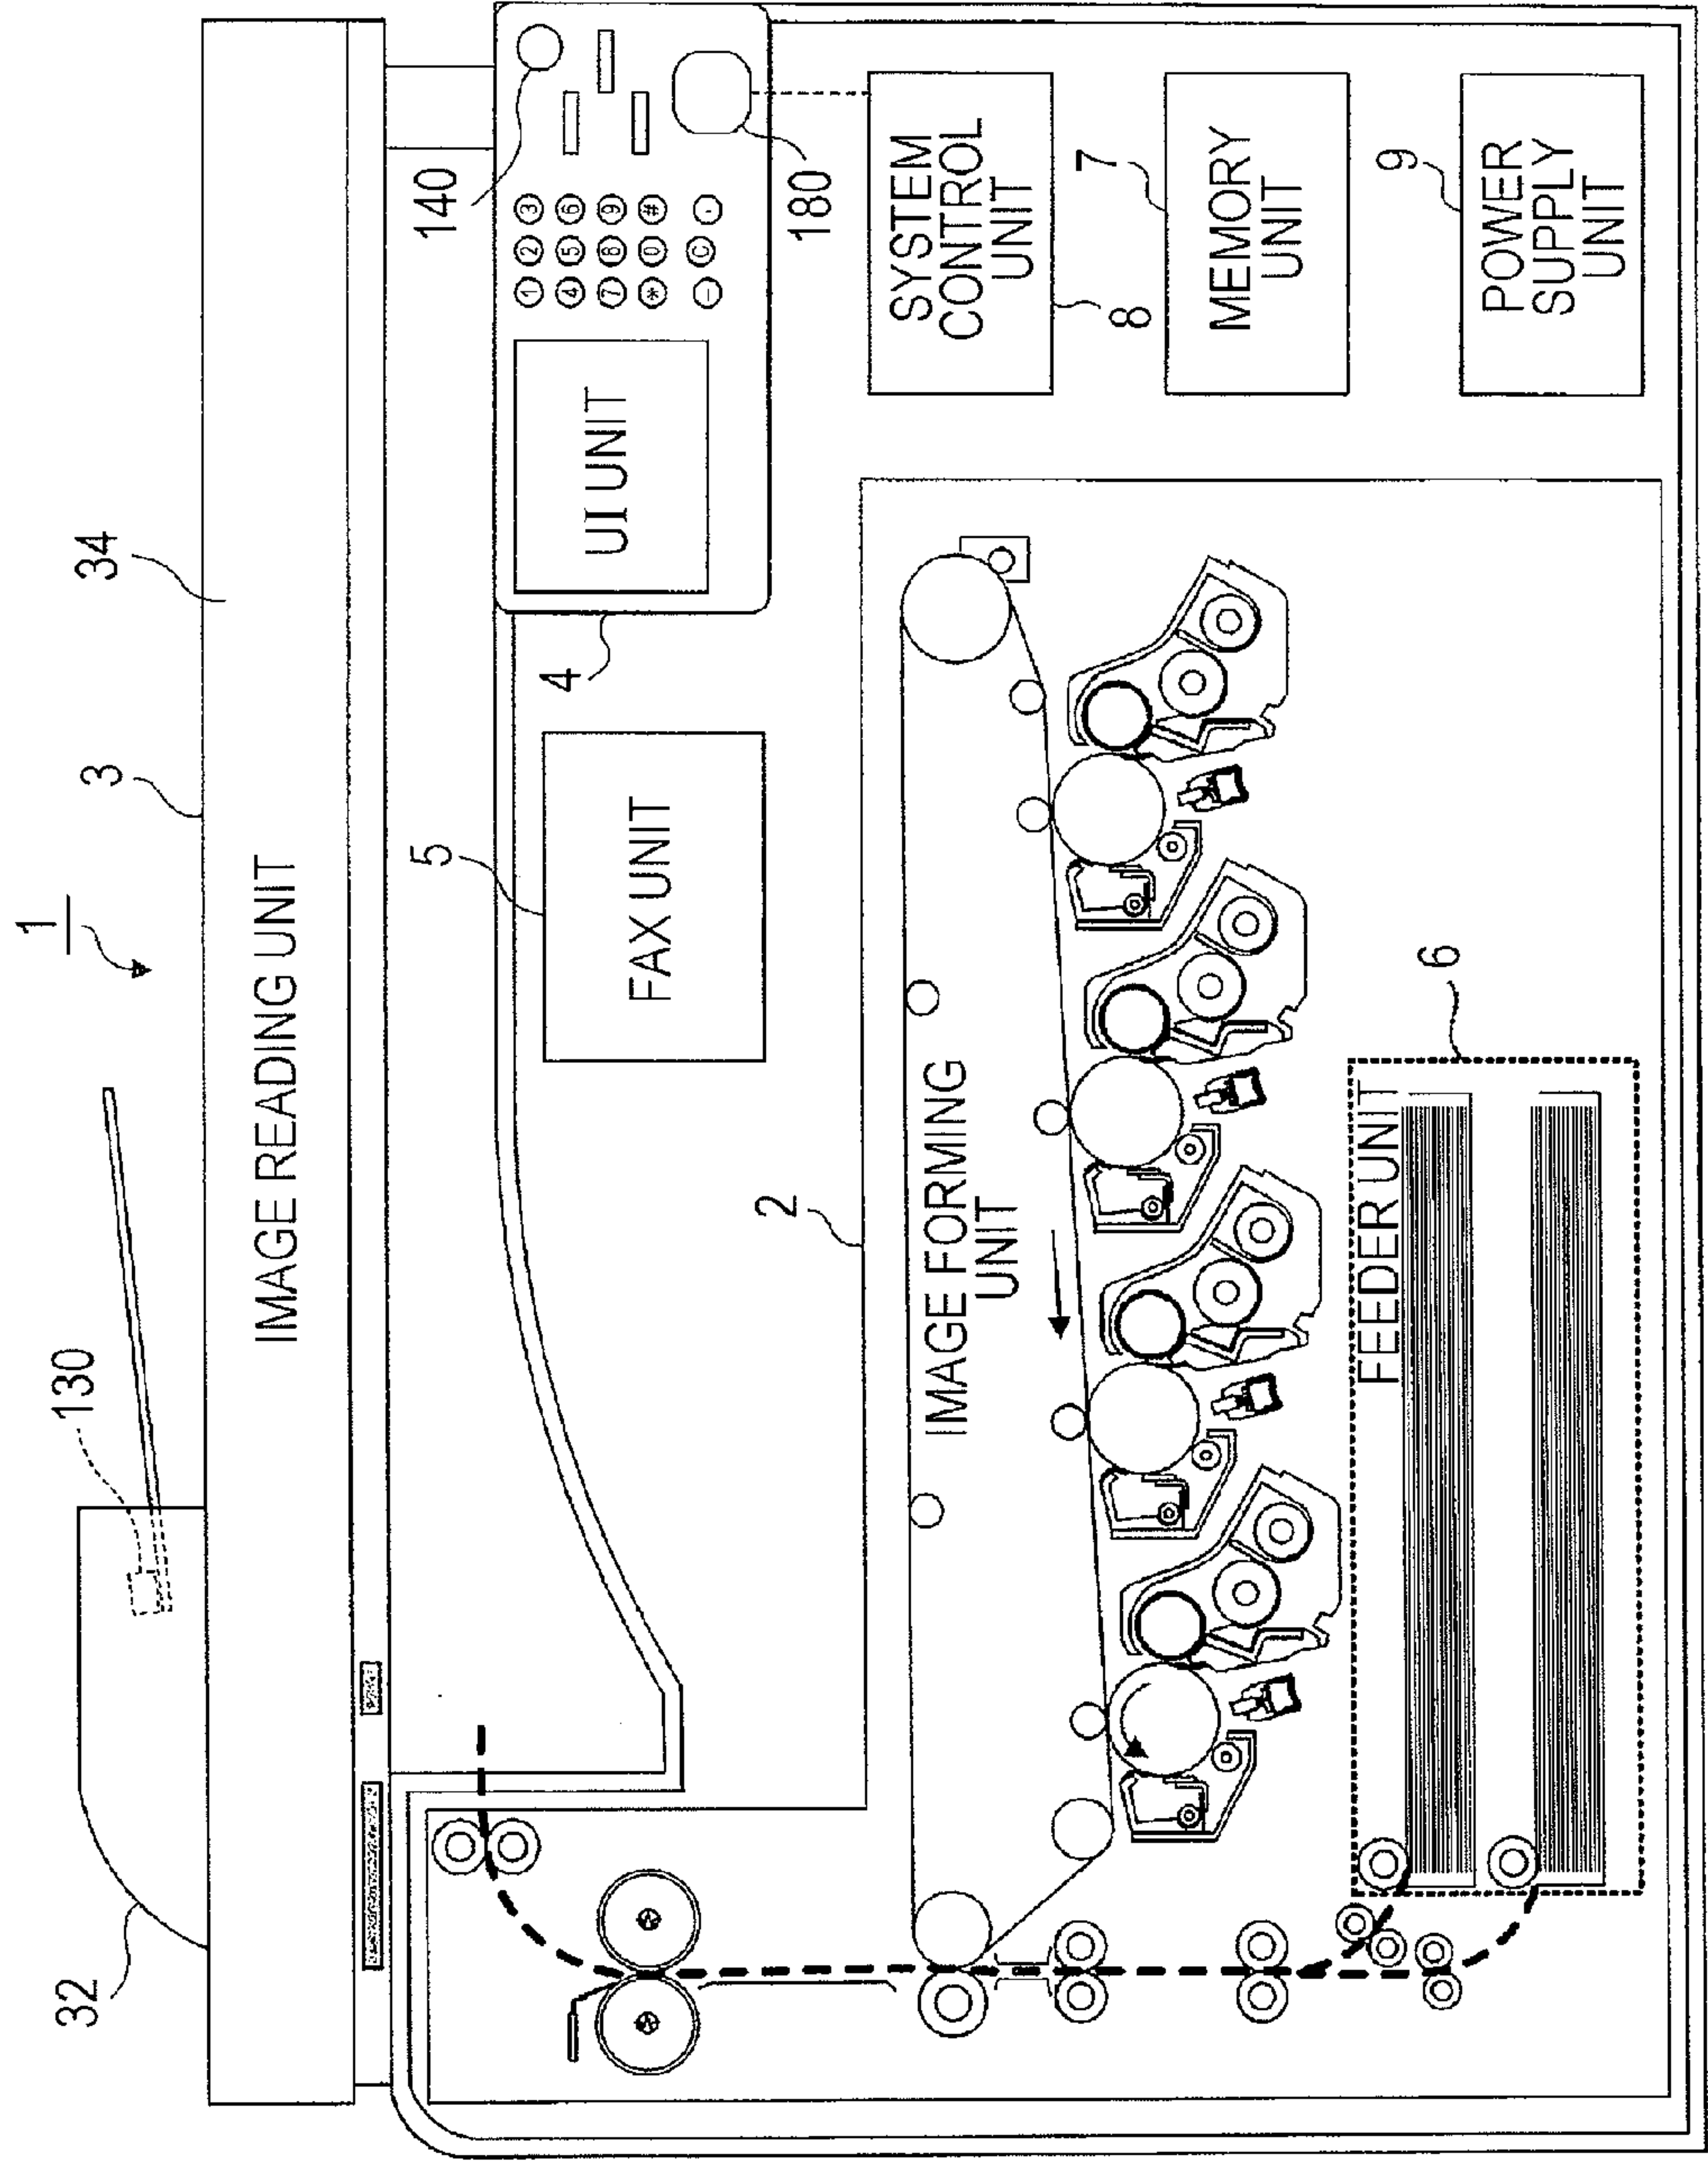 1
3
34
130
32
IMAGE READING UNIT
140
180
4
UI UNIT
1 2 3
4 5 6
7 8 9
* 0 #
C
5
FAX UNIT
2
IMAGE FORMING
UNIT
SYSTEM
CONTROL
UNIT
8
7
MEMORY
UNIT
9
POWER
SUPPLY
UNIT
6
FEEDER UNIT